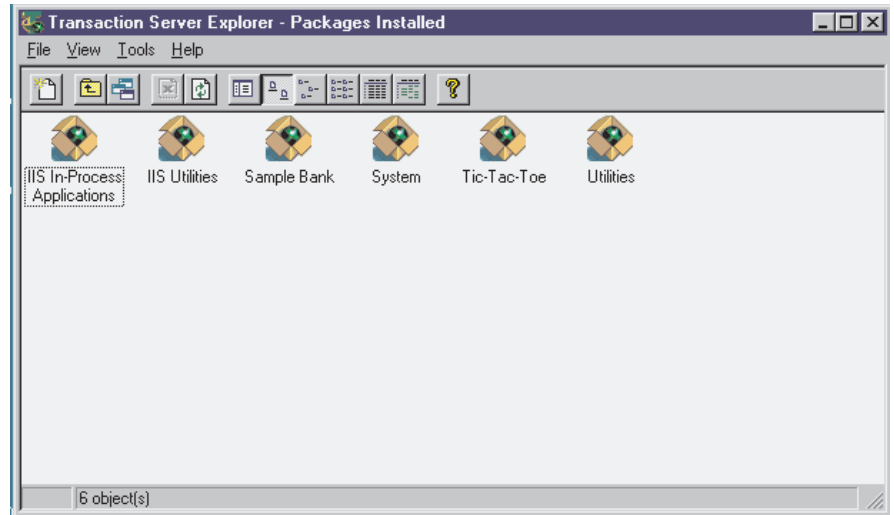 Transaction Server Explorer - Packages Installed
File View Tools Help
IIS In-Process
Applications
IIS Utilities
Sample Bank
System
Tic-Tac-Toe
Utilities
6 object(s)